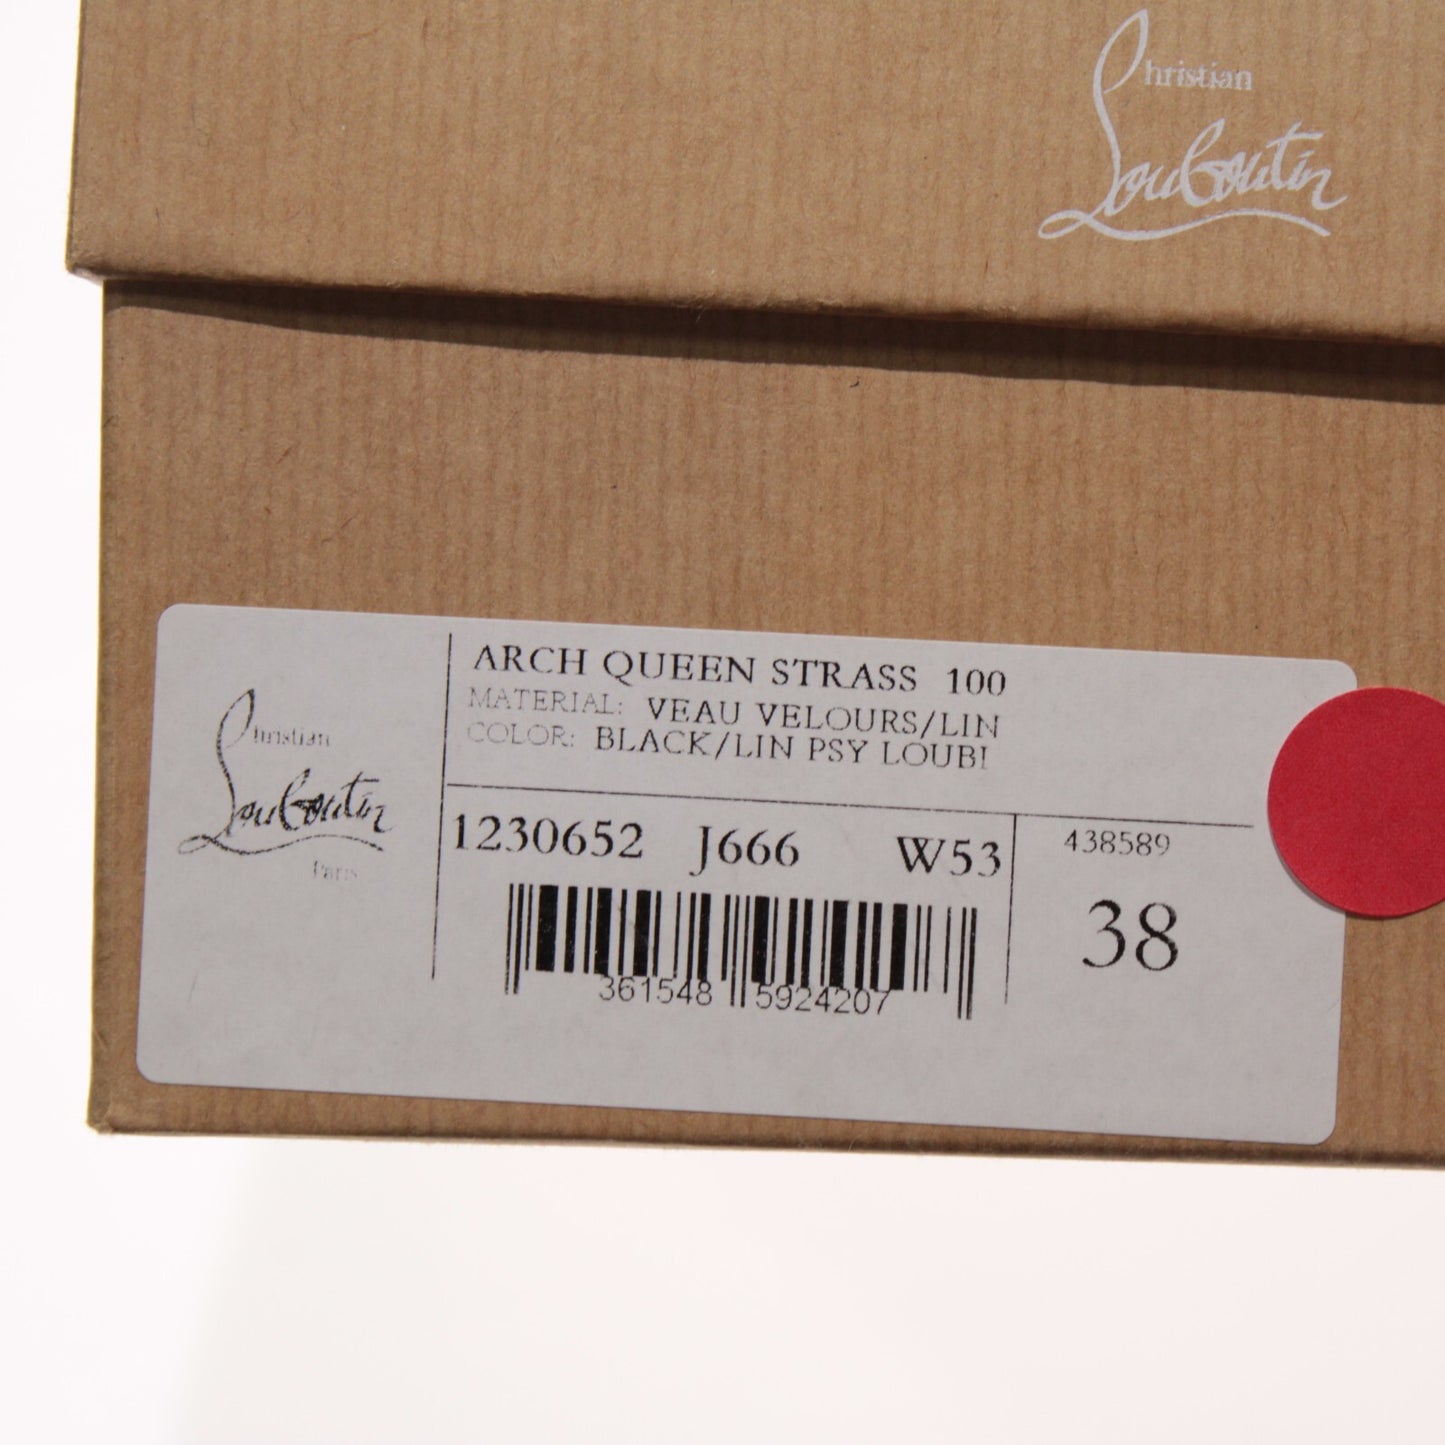 Christian
Louboutin
Christian
Louboutin
Paris
ARCH QUEEN STRASS 100
MATERIAL: VEAU VELOURS/LIN
COLOR: BLACK/LIN PSY LOUBI
1230652 J666 W53
438589
38
361548 5924207